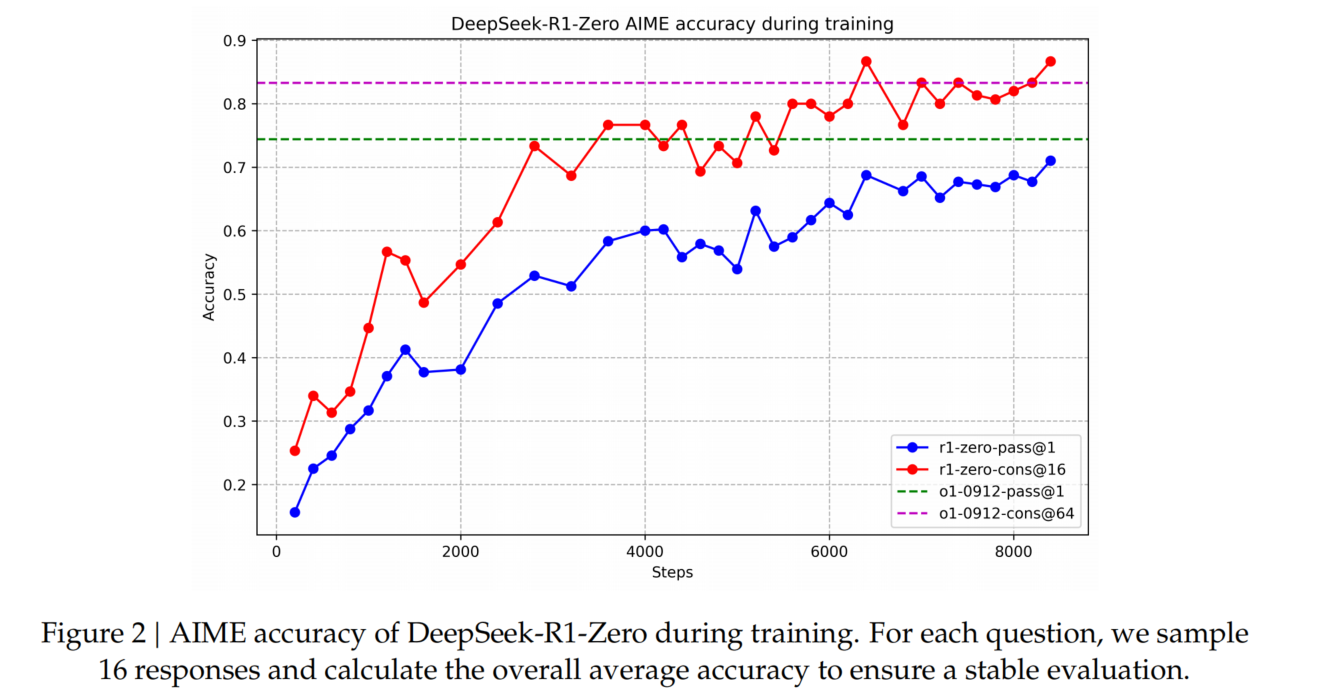 DeepSeek-R1-Zero AIME accuracy during training
0.9
0.8
0.7
0.6
0.5
0.4
0.3
0.2
Accuracy
r1-zero-pass@1
r1-zero-cons@16
o1-0912-pass@1
o1-0912-cons@64
0 2000 4000 6000 8000
Steps
Figure 2 | AIME accuracy of DeepSeek-R1-Zero during training. For each question, we sample
16 responses and calculate the overall average accuracy to ensure a stable evaluation.